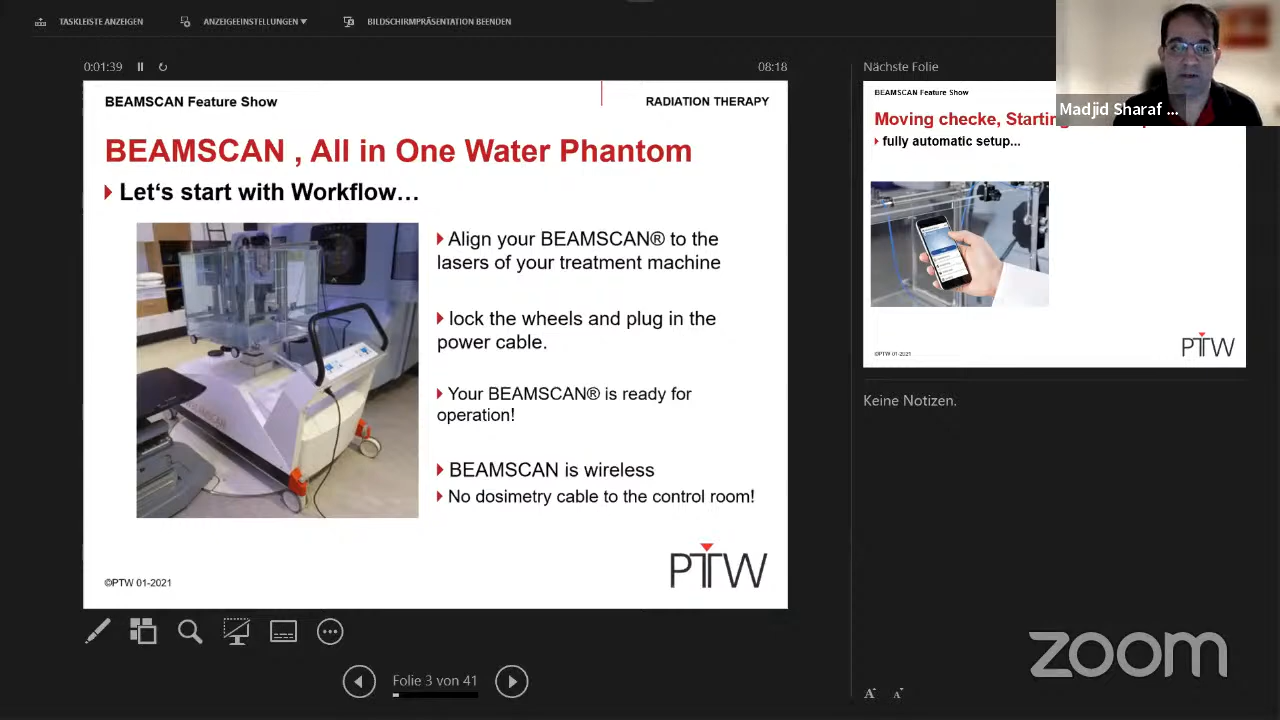 TASKLEISTE ANZEIGEN
ANZEIGEEINSTELLUNGEN ▾
BILDSCHIRMPRÄSENTATION BEENDEN
0:01:39
08:18
BEAMSCAN Feature Show
RADIATION THERAPY
BEAMSCAN , All in One Water Phantom
Let‘s start with Workflow…
Align your BEAMSCAN® to the
lasers of your treatment machine
lock the wheels and plug in the
power cable.
Your BEAMSCAN® is ready for
operation!
BEAMSCAN is wireless
No dosimetry cable to the control room!
PTW
©PTW 01-2021
Folie 3 von 41
Nächste Folie
BEAMSCAN Feature Show
Moving checke, Starting
fully automatic setup...
PTW
©PTW 01-2021
Keine Notizen.
Madjid Sharaf ...
zoom
A A